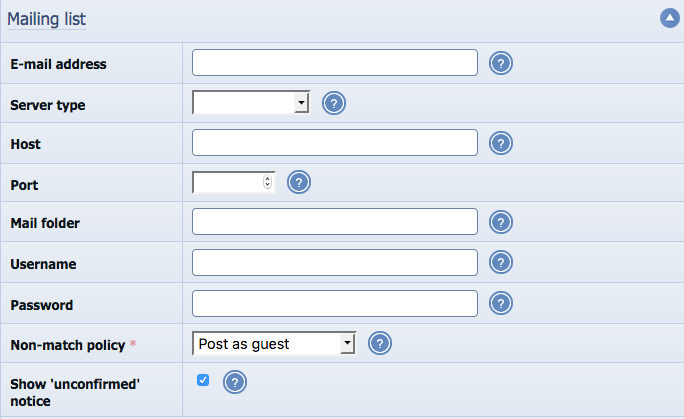 Mailing list
E-mail address
?
Server type
?
Host
?
Port
?
Mail folder
?
Username
?
Password
?
Non-match policy *
Post as guest
?
Show 'unconfirmed'
notice
?